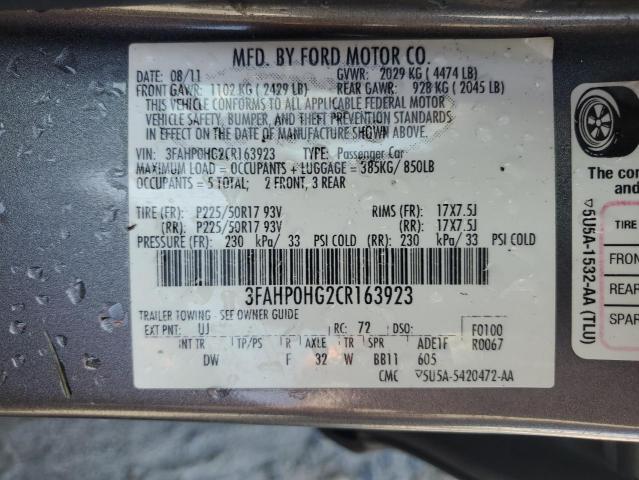 MFD. BY FORD MOTOR CO.
DATE: 08/11 GVWR: 2029 KG (4474 LB)
FRONT GAWR: 1102 KG (2429 LB) REAR GAWR: 928 KG (2045 LB)
THIS VEHICLE CONFORMS TO ALL APPLICABLE FEDERAL MOTOR
VEHICLE SAFETY, BUMPER, AND THEFT PREVENTION STANDARDS
IN EFFECT ON THE DATE OF MANUFACTURE SHOWN ABOVE.
VIN: 3FAHP0HG2CR163923 TYPE: Passenger Car
MAXIMUM LOAD = OCCUPANTS + LUGGAGE = 385KG/850LB
OCCUPANTS = 5 TOTAL; 2 FRONT, 3 REAR
TIRE (FR): P225/50R17 93V RIMS (FR): 17X7.5J
(RR): P225/50R17 93V (RR): 17X7.5J
PRESSURE (FR): 230 kPa/ 33 PSI COLD (RR): 230 kPa/ 33 PSI COLD
3FAHP0HG2CR163923
TRAILER TOWING - SEE OWNER GUIDE
EXT PNT: UJ RC: 72 DSO: F0100
INT TR TP/PS R AXLE TR SPR ADE1F R0067
DW F 32 W BB11 605
CMC ▽5U5A-5420472-AA
▽5U5A-1532-AA (TLU)
The con
and
TIRE
FRON
REAR
SPAR